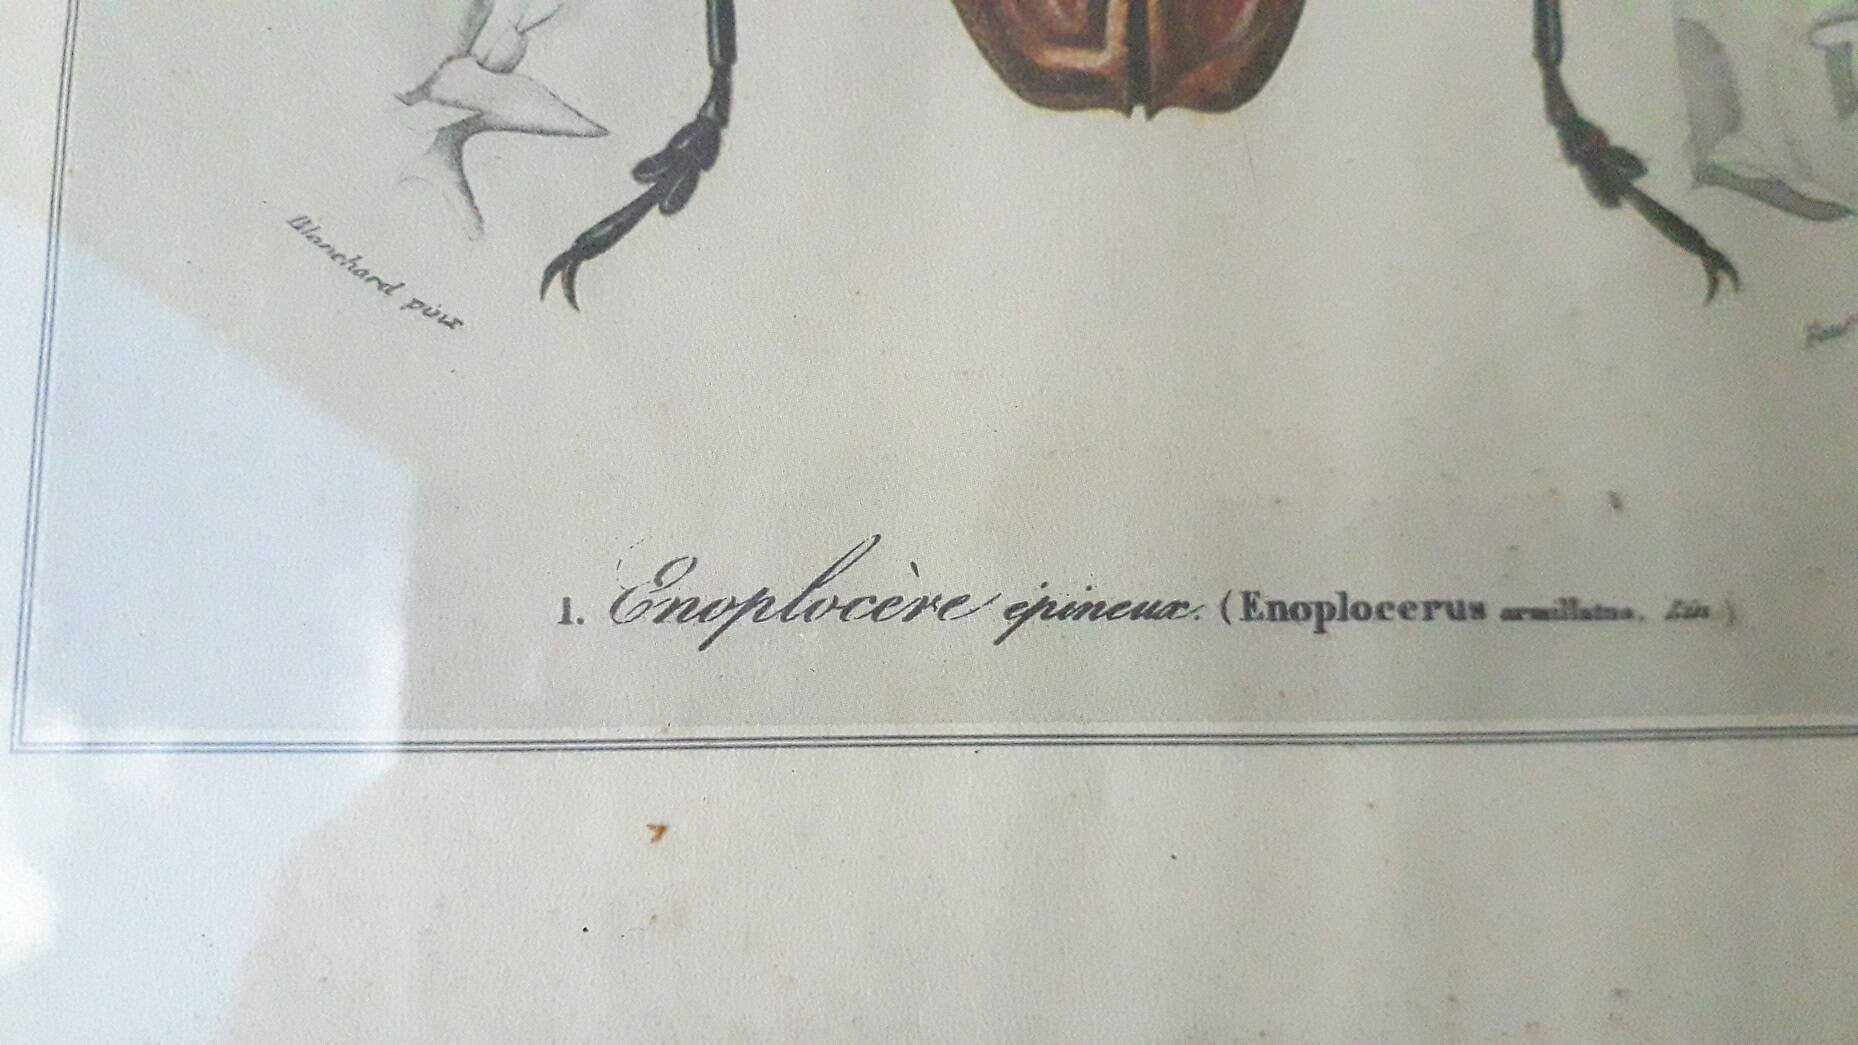 Blanchard pinx
1. Enoplocère épineux. (Enoplocerus armillatus, Lin.)